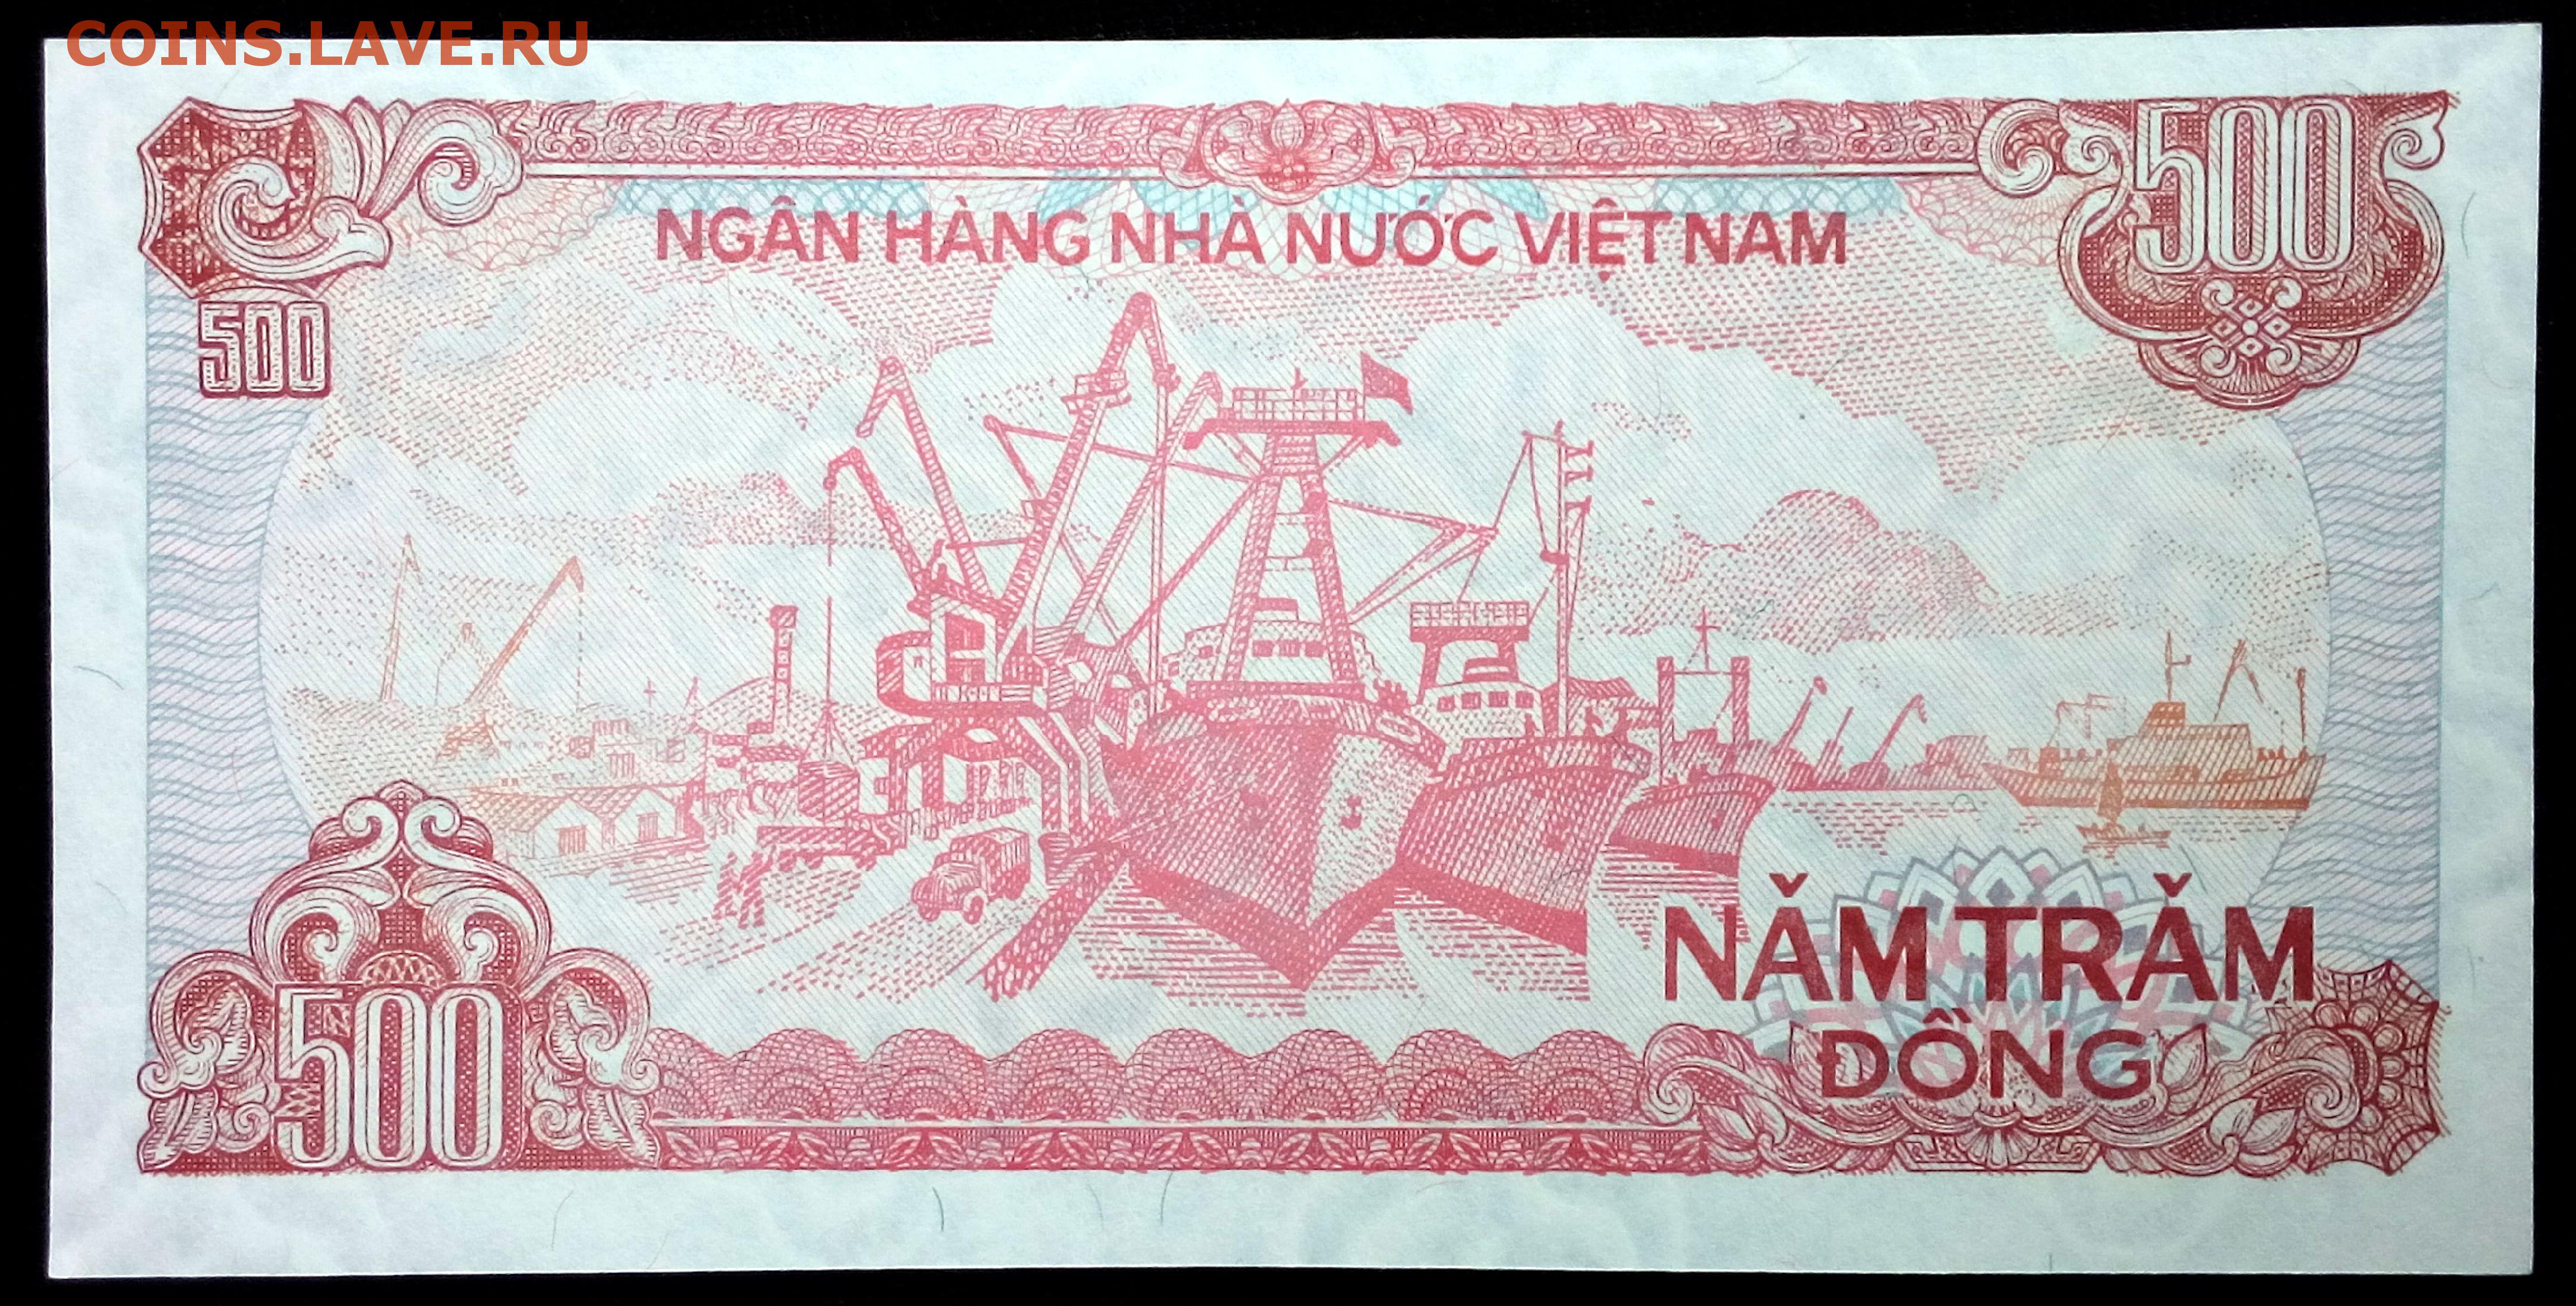 COINS.LAVE.RU
500
NGÂN HÀNG NHÀ NƯỚC VIỆT NAM
500
500
NĂM TRĂM
ĐỒNG